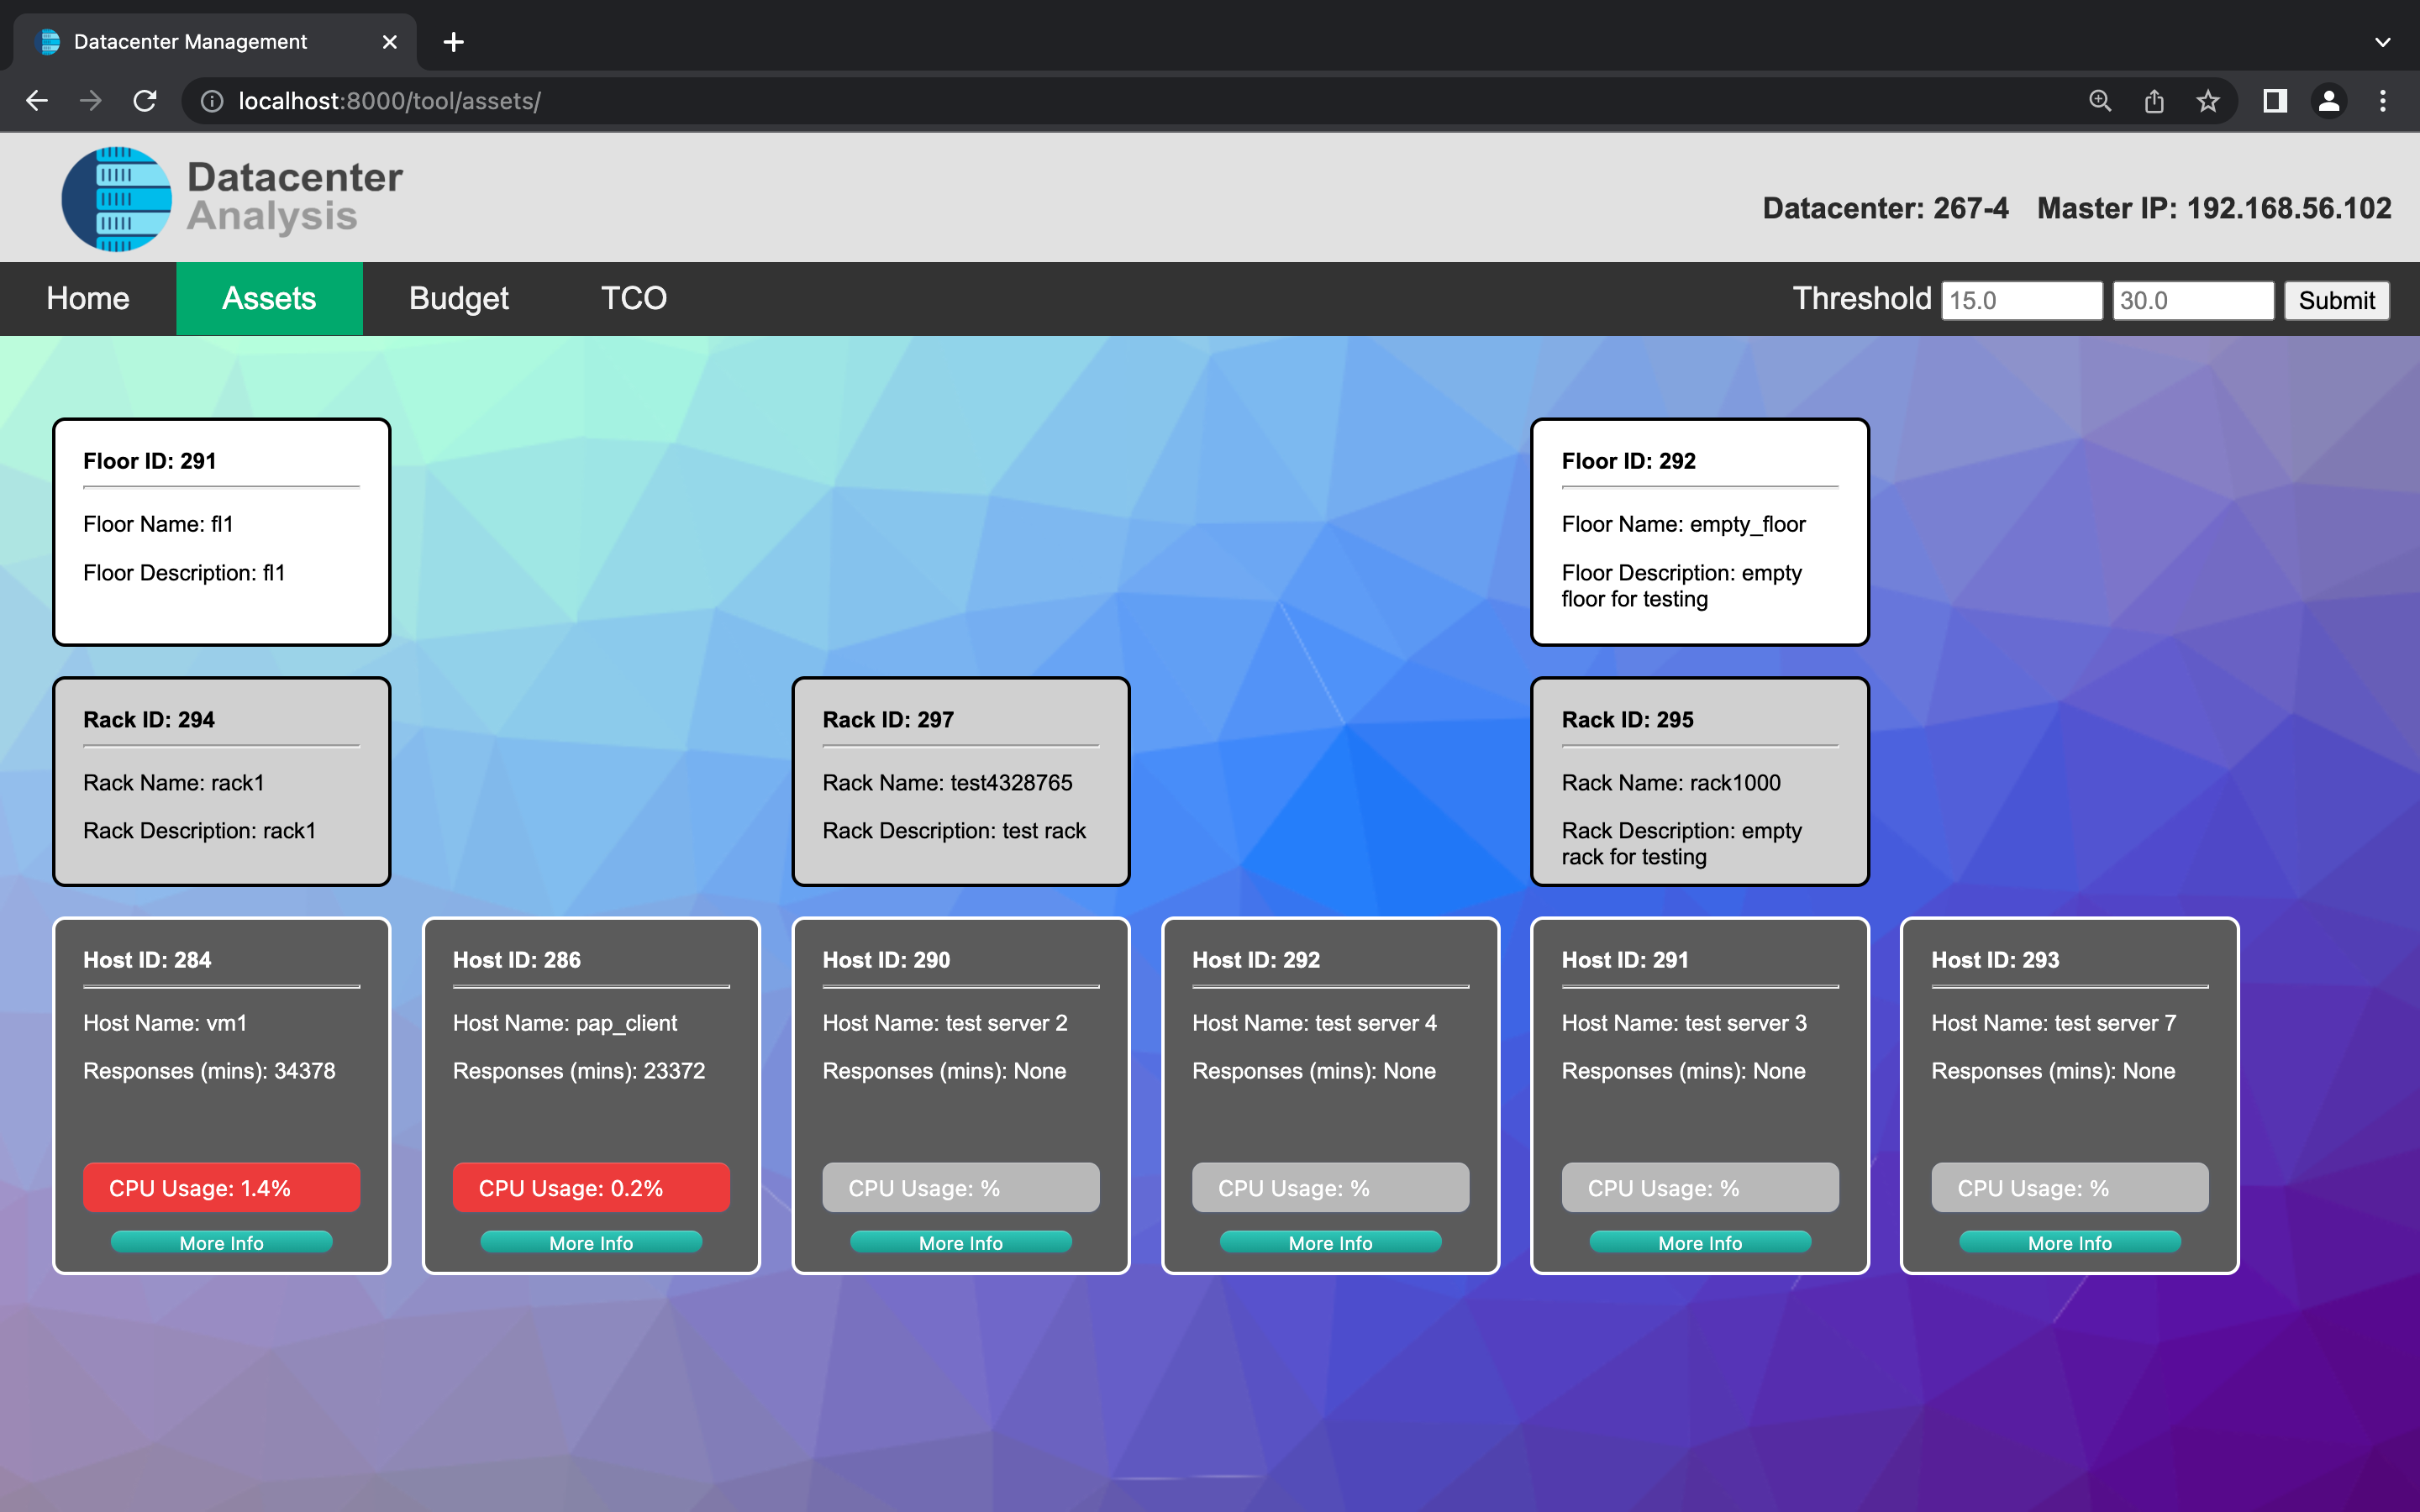 Datacenter Management
localhost:8000/tool/assets/
Datacenter
Analysis
Datacenter: 267-4 Master IP: 192.168.56.102
Home Assets Budget TCO Threshold 15.0 30.0 Submit
Floor ID: 291
Floor Name: fl1
Floor Description: fl1
Floor ID: 292
Floor Name: empty_floor
Floor Description: empty
floor for testing
Rack ID: 294
Rack Name: rack1
Rack Description: rack1
Rack ID: 297
Rack Name: test4328765
Rack Description: test rack
Rack ID: 295
Rack Name: rack1000
Rack Description: empty
rack for testing
Host ID: 284
Host Name: vm1
Responses (mins): 34378
CPU Usage: 1.4%
More Info
Host ID: 286
Host Name: pap_client
Responses (mins): 23372
CPU Usage: 0.2%
More Info
Host ID: 290
Host Name: test server 2
Responses (mins): None
CPU Usage: %
More Info
Host ID: 292
Host Name: test server 4
Responses (mins): None
CPU Usage: %
More Info
Host ID: 291
Host Name: test server 3
Responses (mins): None
CPU Usage: %
More Info
Host ID: 293
Host Name: test server 7
Responses (mins): None
CPU Usage: %
More Info